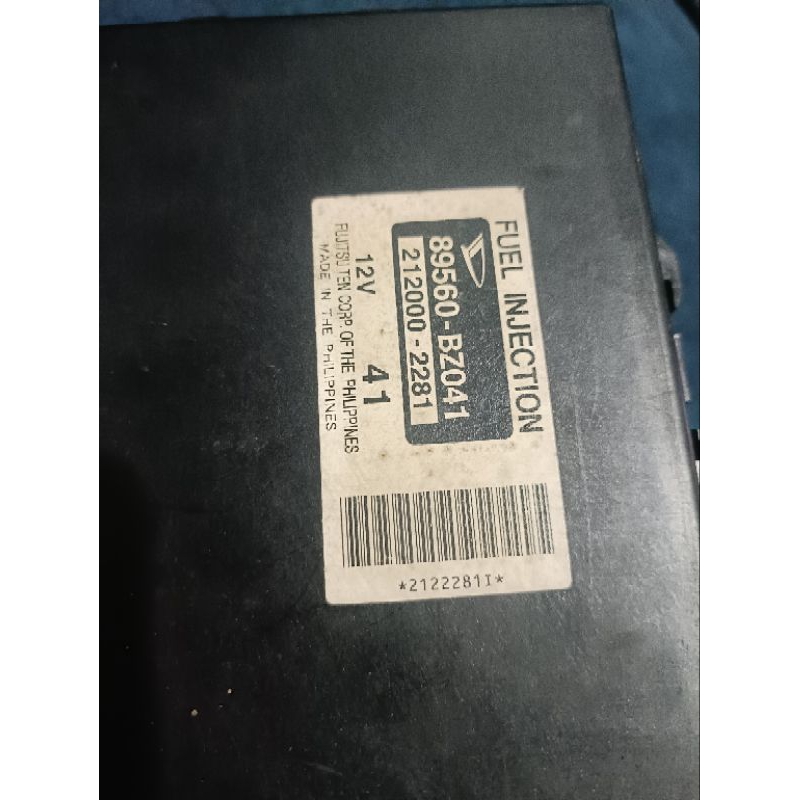 FUEL INJECTION
89560-BZ041
212000-2281
12V 41
FUJITSU TEN CORP. OF THE PHILIPPINES
MADE IN THE PHILIPPINES
*2122281I*